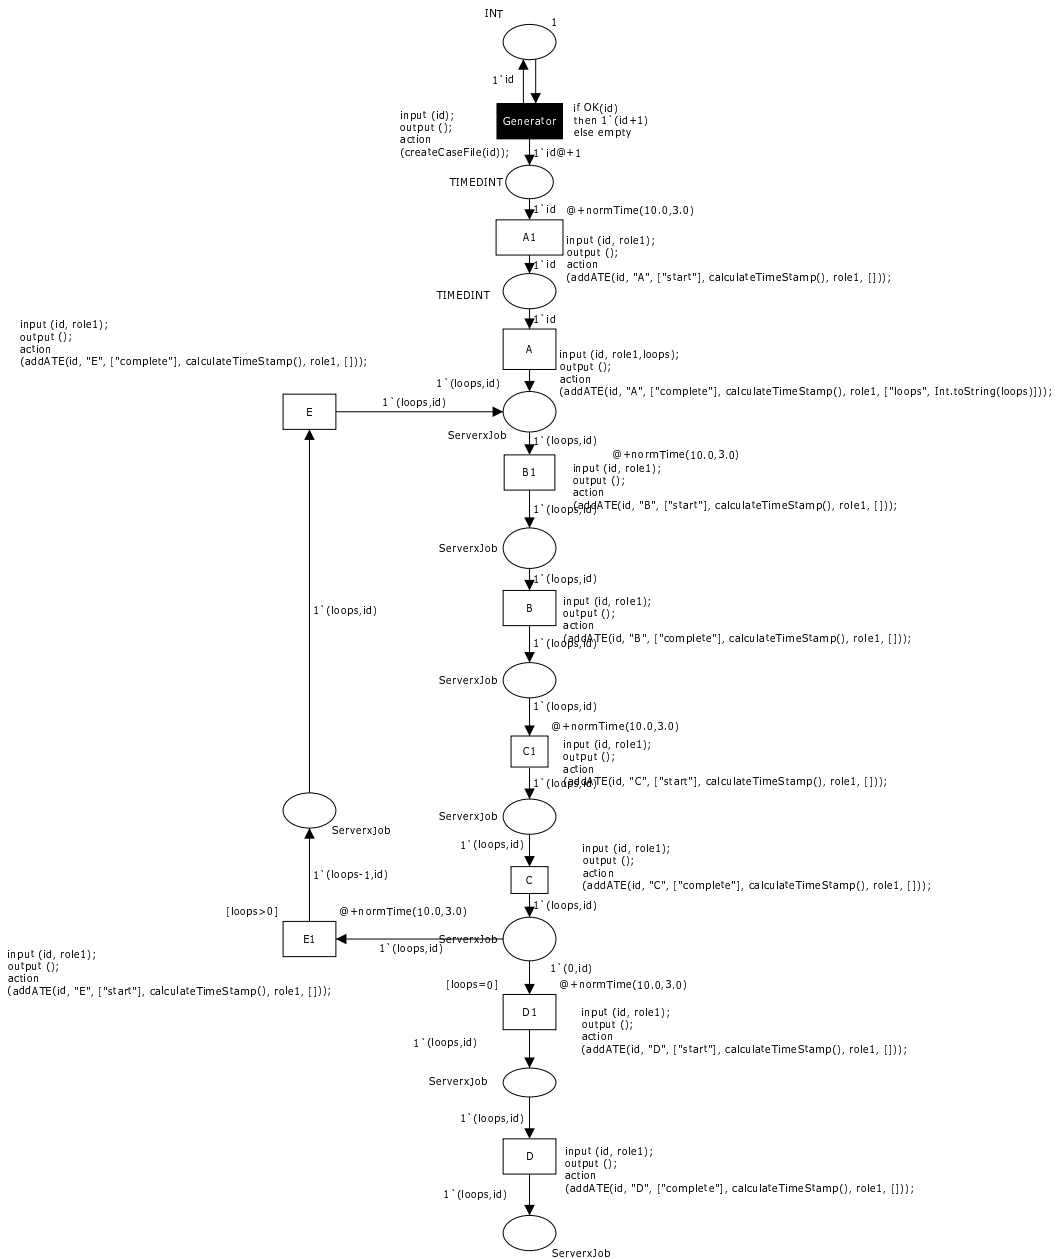 INT
1
1`id
input (id);
output ();
action
(createCaseFile(id));
Generator
if OK(id)
then 1`(id+1)
else empty
1`id@+1
TIMEDINT
1`id
@+normTime(10.0,3.0)
A1
input (id, role1);
output ();
action
(addATE(id, "A", ["start"], calculateTimeStamp(), role1, []));
1`id
TIMEDINT
1`id
input (id, role1);
output ();
action
(addATE(id, "E", ["complete"], calculateTimeStamp(), role1, []));
A
input (id, role1,loops);
output ();
action
(addATE(id, "A", ["complete"], calculateTimeStamp(), role1, ["loops", Int.toString(loops)]));
1`(loops,id)
1`(loops,id)
E
ServerxJob
1`(loops,id)
@+normTime(10.0,3.0)
B1
input (id, role1);
output ();
action
(addATE(id, "B", ["start"], calculateTimeStamp(), role1, []));
1`(loops,id)
ServerxJob
1`(loops,id)
B
input (id, role1);
output ();
action
(addATE(id, "B", ["complete"], calculateTimeStamp(), role1, []));
1`(loops,id)
1`(loops,id)
ServerxJob
1`(loops,id)
@+normTime(10.0,3.0)
C1
input (id, role1);
output ();
action
(addATE(id, "C", ["start"], calculateTimeStamp(), role1, []));
1`(loops,id)
ServerxJob
ServerxJob
1`(loops,id)
input (id, role1);
output ();
action
(addATE(id, "C", ["complete"], calculateTimeStamp(), role1, []));
C
1`(loops-1,id)
1`(loops,id)
[loops>0]
@+normTime(10.0,3.0)
E1
ServerxJob
1`(loops,id)
input (id, role1);
output ();
action
(addATE(id, "E", ["start"], calculateTimeStamp(), role1, []));
1`(0,id)
[loops=0]
@+normTime(10.0,3.0)
D1
input (id, role1);
output ();
action
(addATE(id, "D", ["start"], calculateTimeStamp(), role1, []));
1`(loops,id)
ServerxJob
1`(loops,id)
D
input (id, role1);
output ();
action
(addATE(id, "D", ["complete"], calculateTimeStamp(), role1, []));
1`(loops,id)
ServerxJob